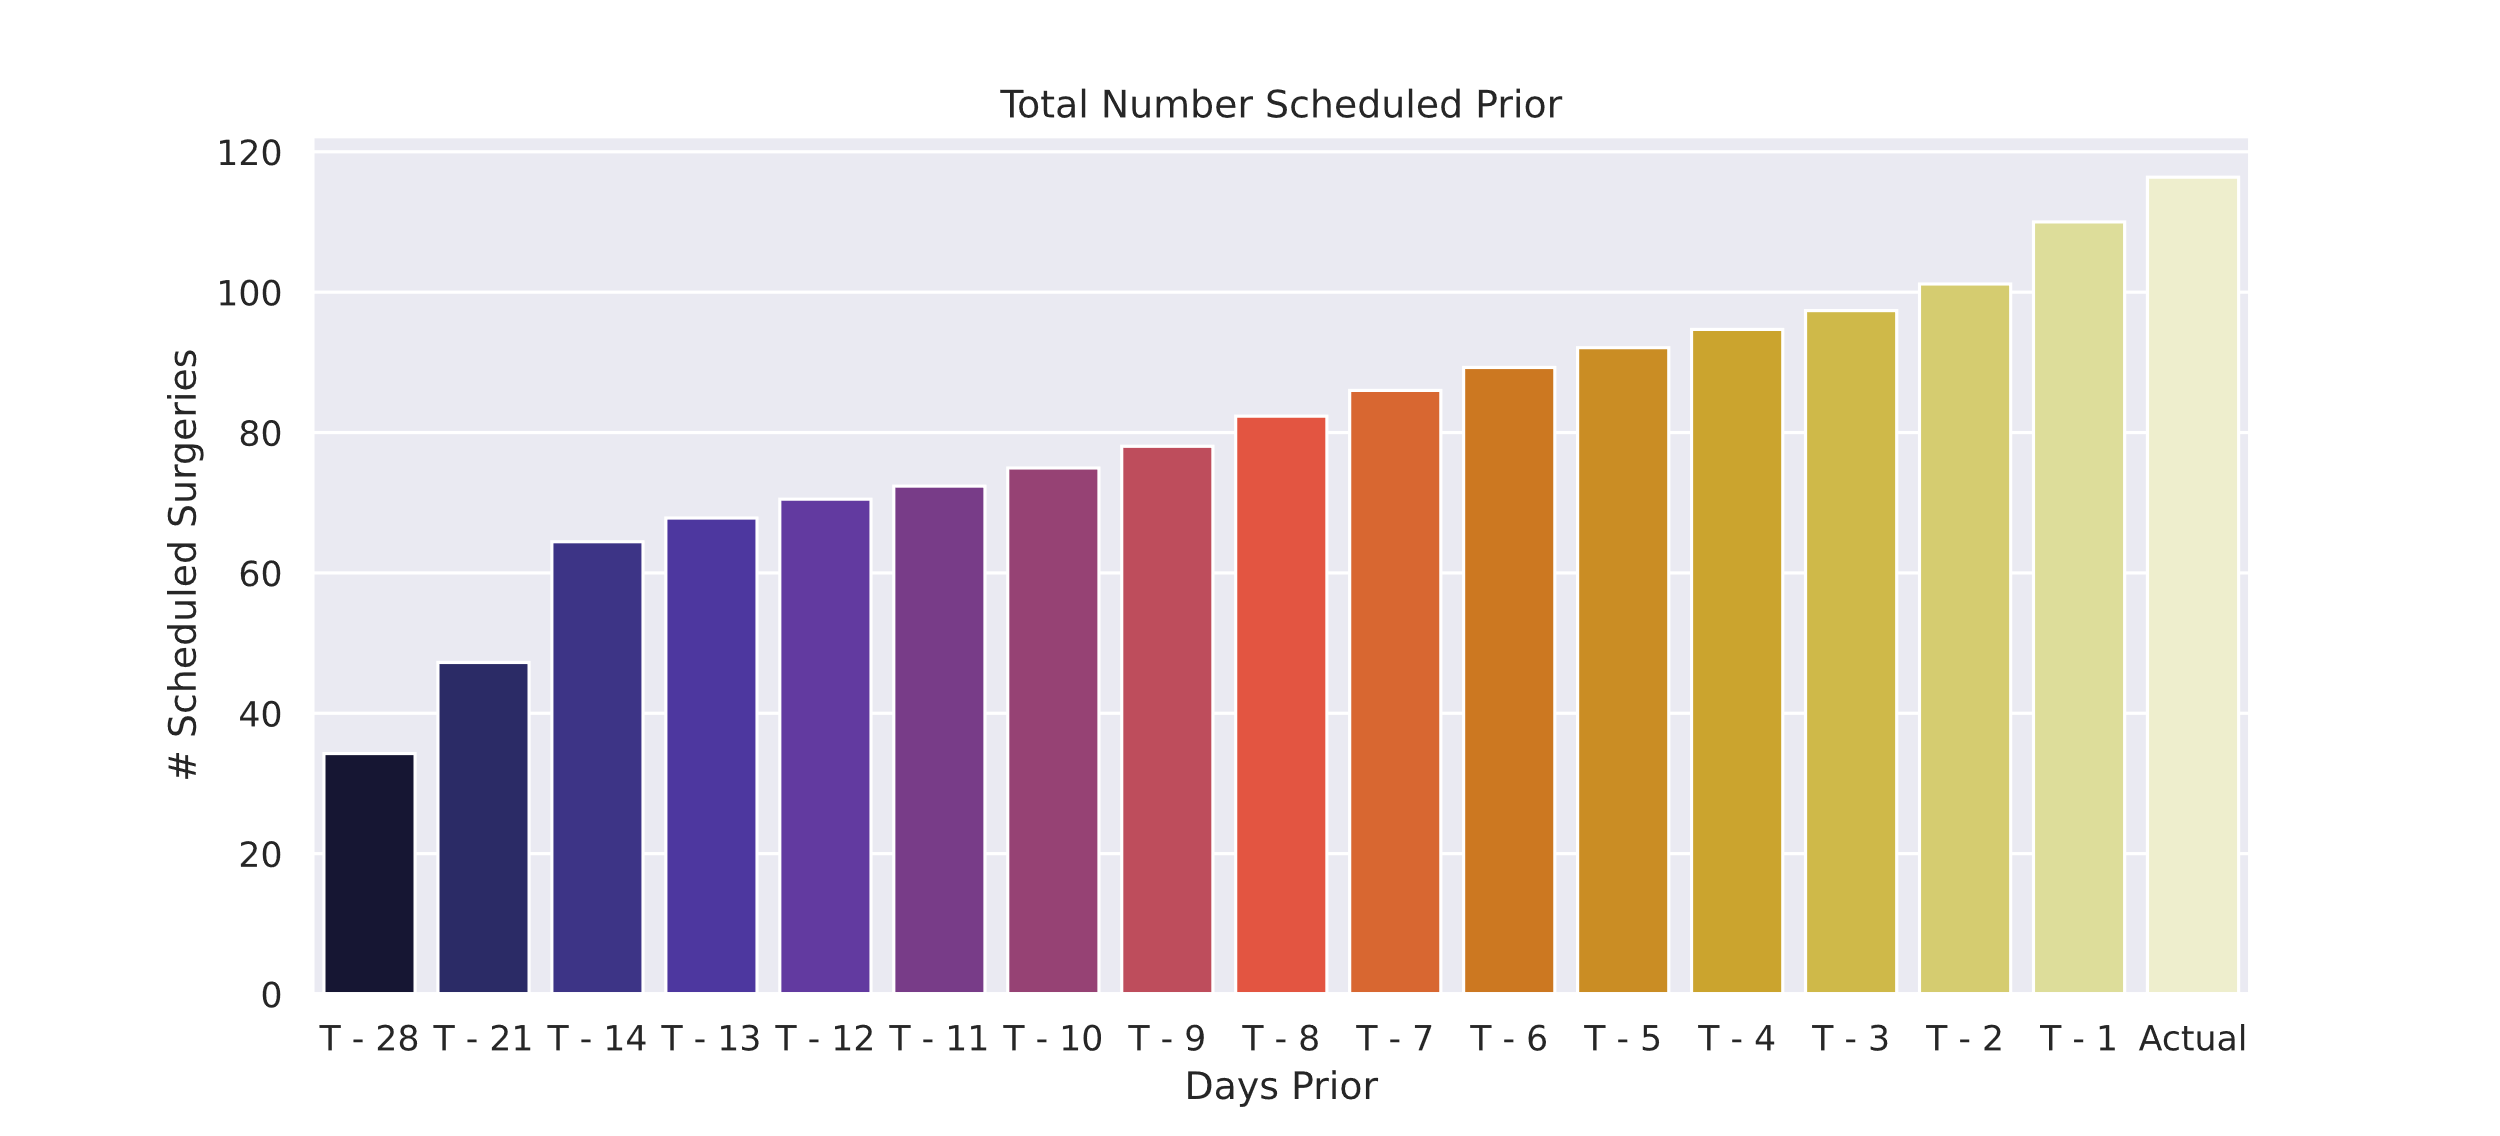 Total Number Scheduled Prior
120
100
80
60
40
20
0
# Scheduled Surgeries
T - 28 T - 21 T - 14 T - 13 T - 12 T - 11 T - 10 T - 9 T - 8 T - 7 T - 6 T - 5 T - 4 T - 3 T - 2 T - 1 Actual
Days Prior